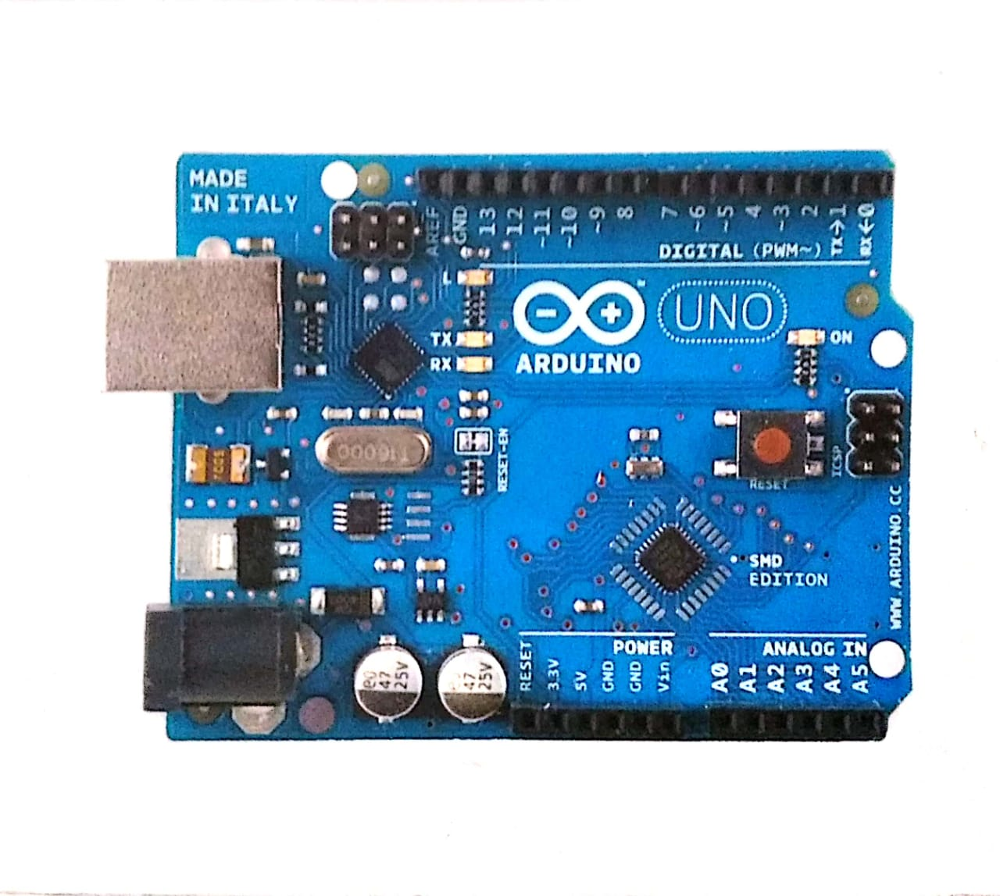 MADE
IN ITALY
AREF
GND
13
12
~11
~10
~9
8
7
~6
~5
4
~3
2
TX→1
RX←0
DIGITAL (PWM~)
L
TX
RX
ARDUINO
UNO
ON
RESET-EN
T16000
RESET
ICSP
SMD
EDITION
WWW.ARDUINO.CC
47
25V
47
25V
POWER
RESET
3.3V
5V
GND
GND
Vin
ANALOG IN
A0
A1
A2
A3
A4
A5